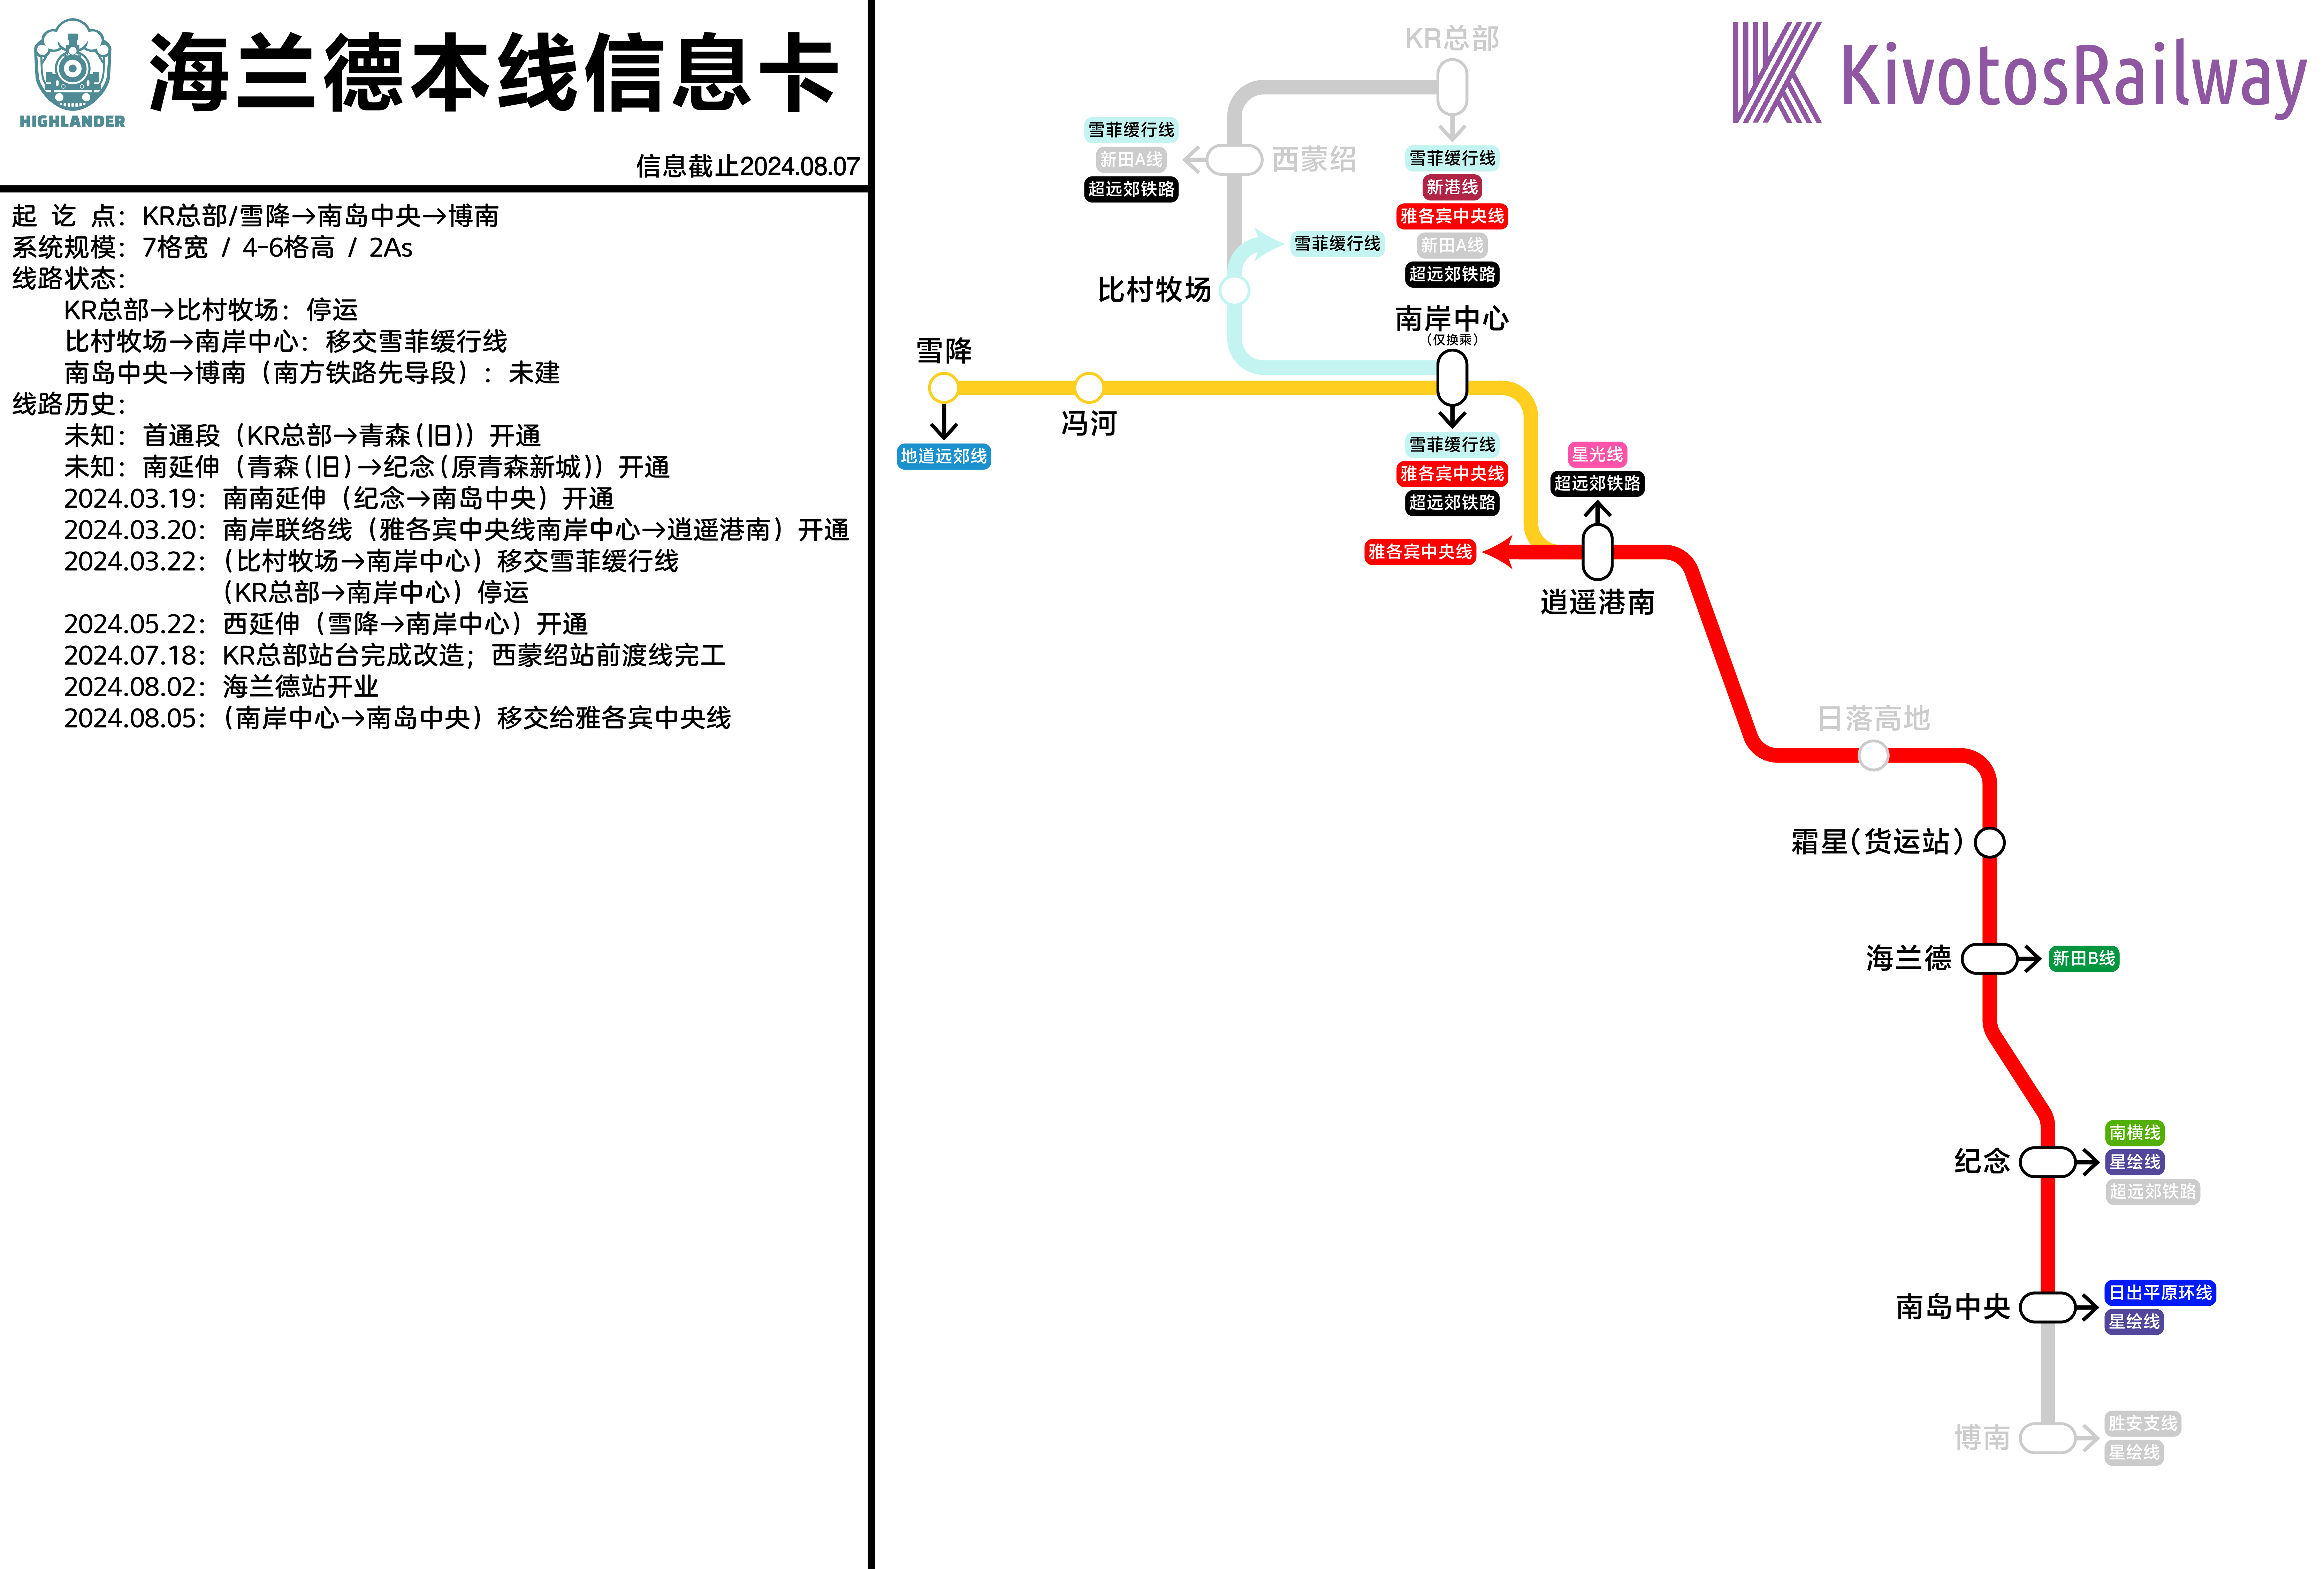 HIGHLANDER
海兰德本线信息卡
信息截止2024.08.07
起 讫 点：KR总部/雪降→南岛中央→博南
系统规模：7格宽 / 4-6格高 / 2As
线路状态：
KR总部→比村牧场：停运
比村牧场→南岸中心：移交雪菲缓行线
南岛中央→博南（南方铁路先导段）：未建
线路历史：
未知：首通段（KR总部→青森(旧)）开通
未知：南延伸（青森(旧)→纪念(原青森新城)）开通
2024.03.19：南南延伸（纪念→南岛中央）开通
2024.03.20：南岸联络线（雅各宾中央线南岸中心→逍遥港南）开通
2024.03.22：（比村牧场→南岸中心）移交雪菲缓行线
（KR总部→南岸中心）停运
2024.05.22：西延伸（雪降→南岸中心）开通
2024.07.18：KR总部站台完成改造；西蒙绍站前渡线完工
2024.08.02：海兰德站开业
2024.08.05：（南岸中心→南岛中央）移交给雅各宾中央线
KivotosRailway
KR总部
雪菲缓行线
新港线
雅各宾中央线
新田A线
超远郊铁路
雪菲缓行线
新田A线
超远郊铁路
西蒙绍
雪菲缓行线
比村牧场
南岸中心
（仅换乘）
雪菲缓行线
雅各宾中央线
超远郊铁路
雪降
地道远郊线
冯河
星光线
超远郊铁路
雅各宾中央线
逍遥港南
日落高地
霜星(货运站)
海兰德
新田B线
纪念
南横线
星绘线
超远郊铁路
南岛中央
日出平原环线
星绘线
博南
胜安支线
星绘线